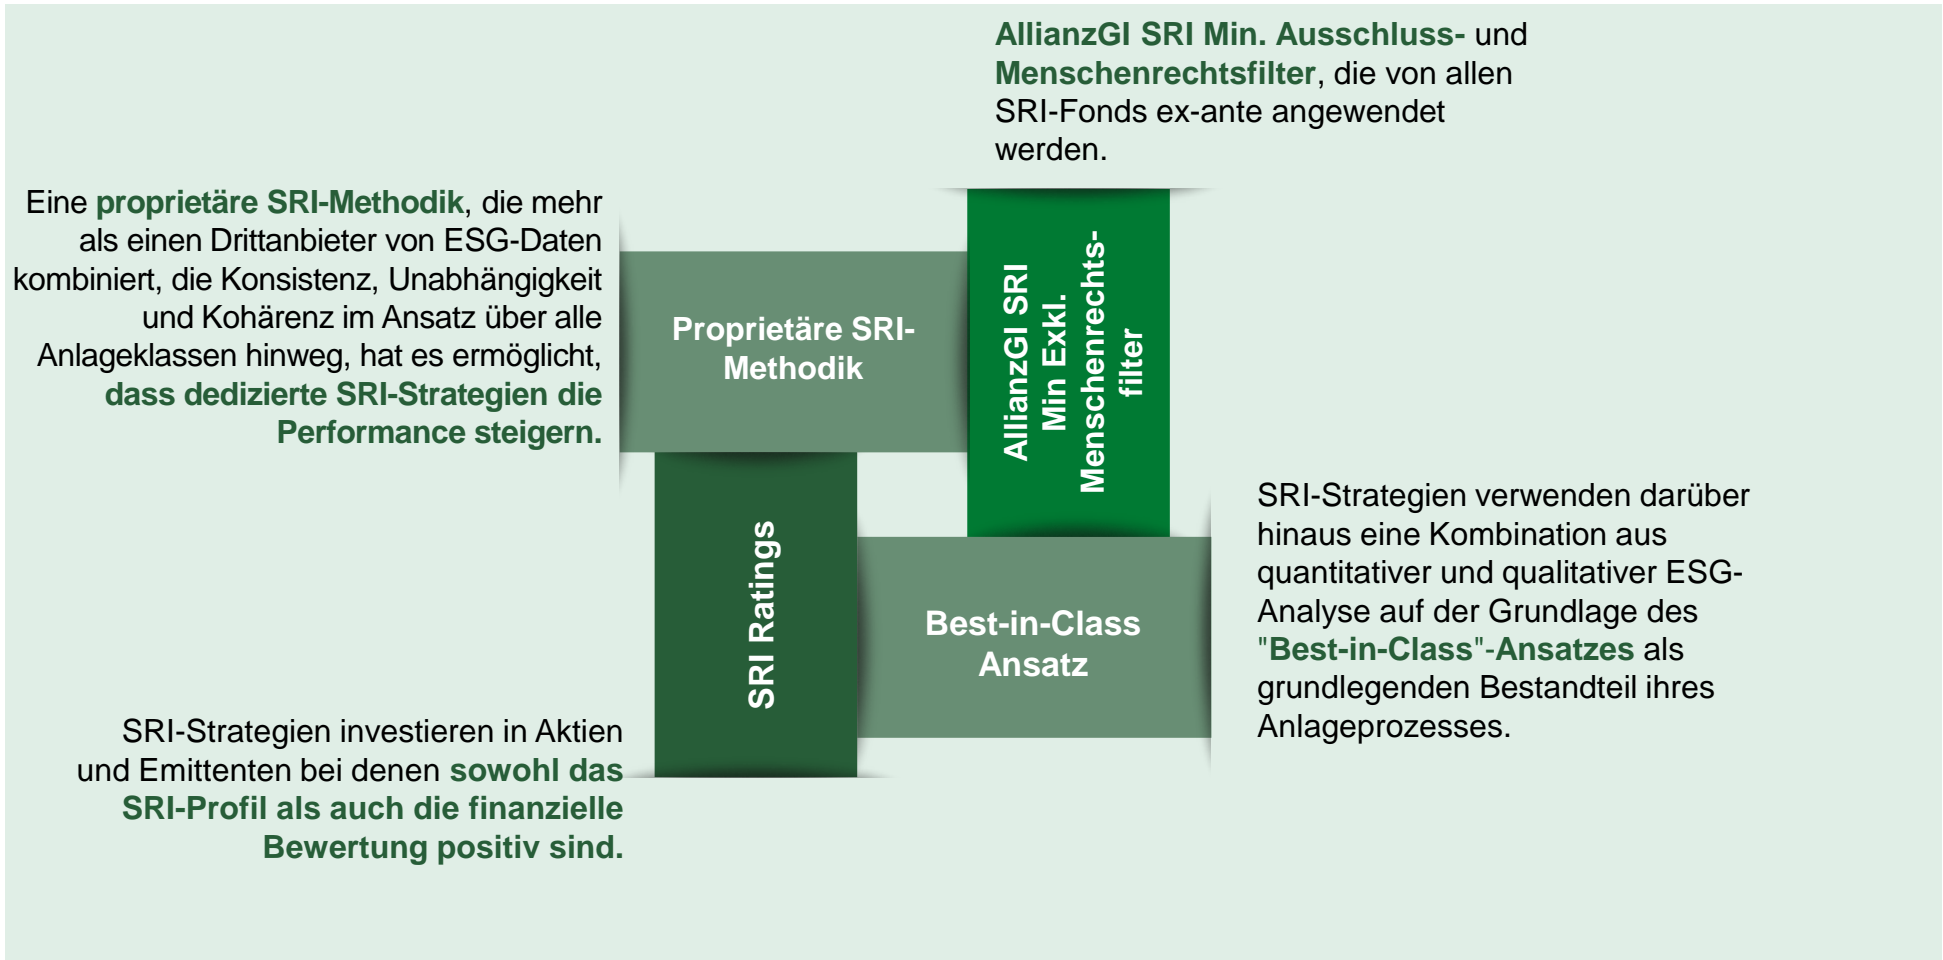 AllianzGI SRI Min. Ausschluss- und
Menschenrechtsfilter, die von allen
SRI-Fonds ex-ante angewendet
werden.
Eine proprietäre SRI-Methodik, die mehr
als einen Drittanbieter von ESG-Daten
kombiniert, die Konsistenz, Unabhängigkeit
und Kohärenz im Ansatz über alle
Anlageklassen hinweg, hat es ermöglicht,
dass dedizierte SRI-Strategien die
Performance steigern.
Proprietäre SRI-
Methodik
AllianzGI SRI
Min Exkl.
Menschenrechts-
filter
SRI Ratings
Best-in-Class
Ansatz
SRI-Strategien verwenden darüber
hinaus eine Kombination aus
quantitativer und qualitativer ESG-
Analyse auf der Grundlage des
"Best-in-Class"-Ansatzes als
grundlegenden Bestandteil ihres
Anlageprozesses.
SRI-Strategien investieren in Aktien
und Emittenten bei denen sowohl das
SRI-Profil als auch die finanzielle
Bewertung positiv sind.